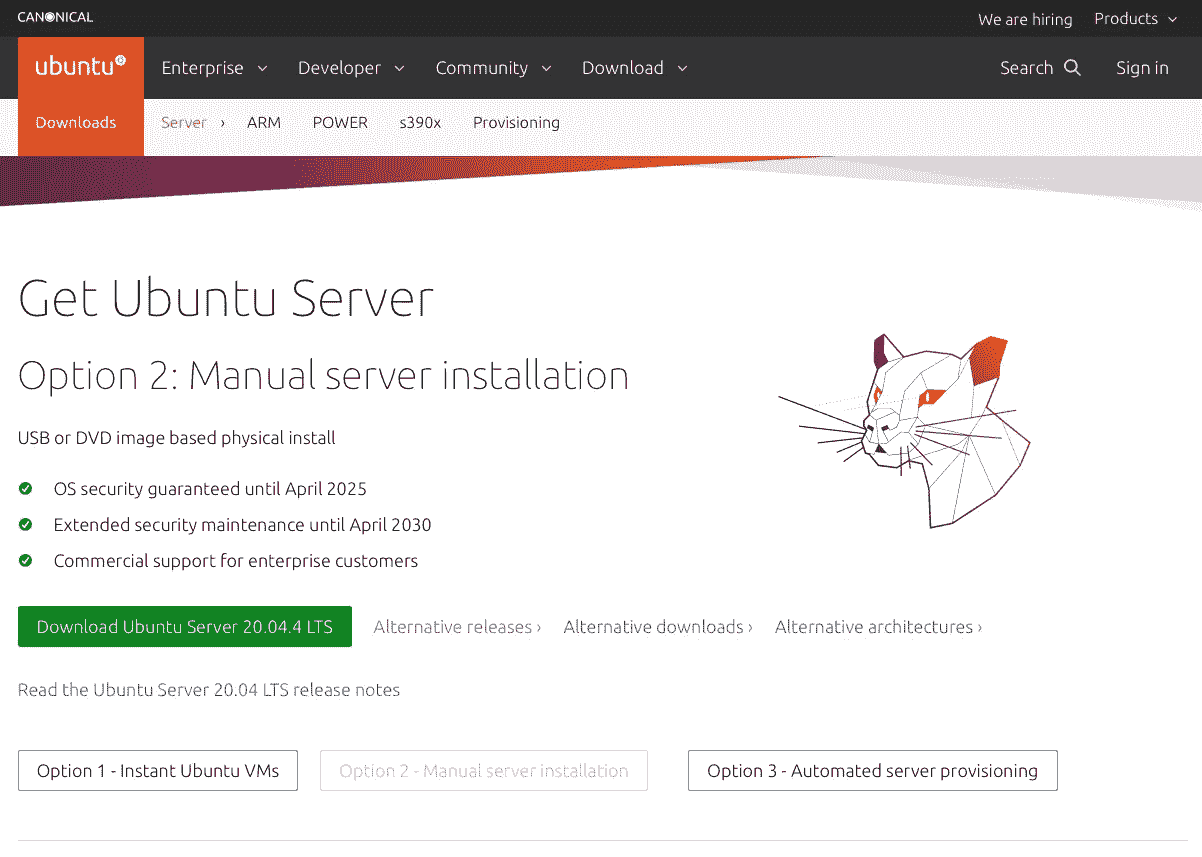 CANONICAL
We are hiring Products
ubuntu Enterprise Developer Community Download Search Sign in
Downloads Server › ARM POWER s390x Provisioning
Get Ubuntu Server
Option 2: Manual server installation
USB or DVD image based physical install
OS security guaranteed until April 2025
Extended security maintenance until April 2030
Commercial support for enterprise customers
Download Ubuntu Server 20.04.4 LTS Alternative releases › Alternative downloads › Alternative architectures ›
Read the Ubuntu Server 20.04 LTS release notes
Option 1 - Instant Ubuntu VMs Option 2 - Manual server installation Option 3 - Automated server provisioning